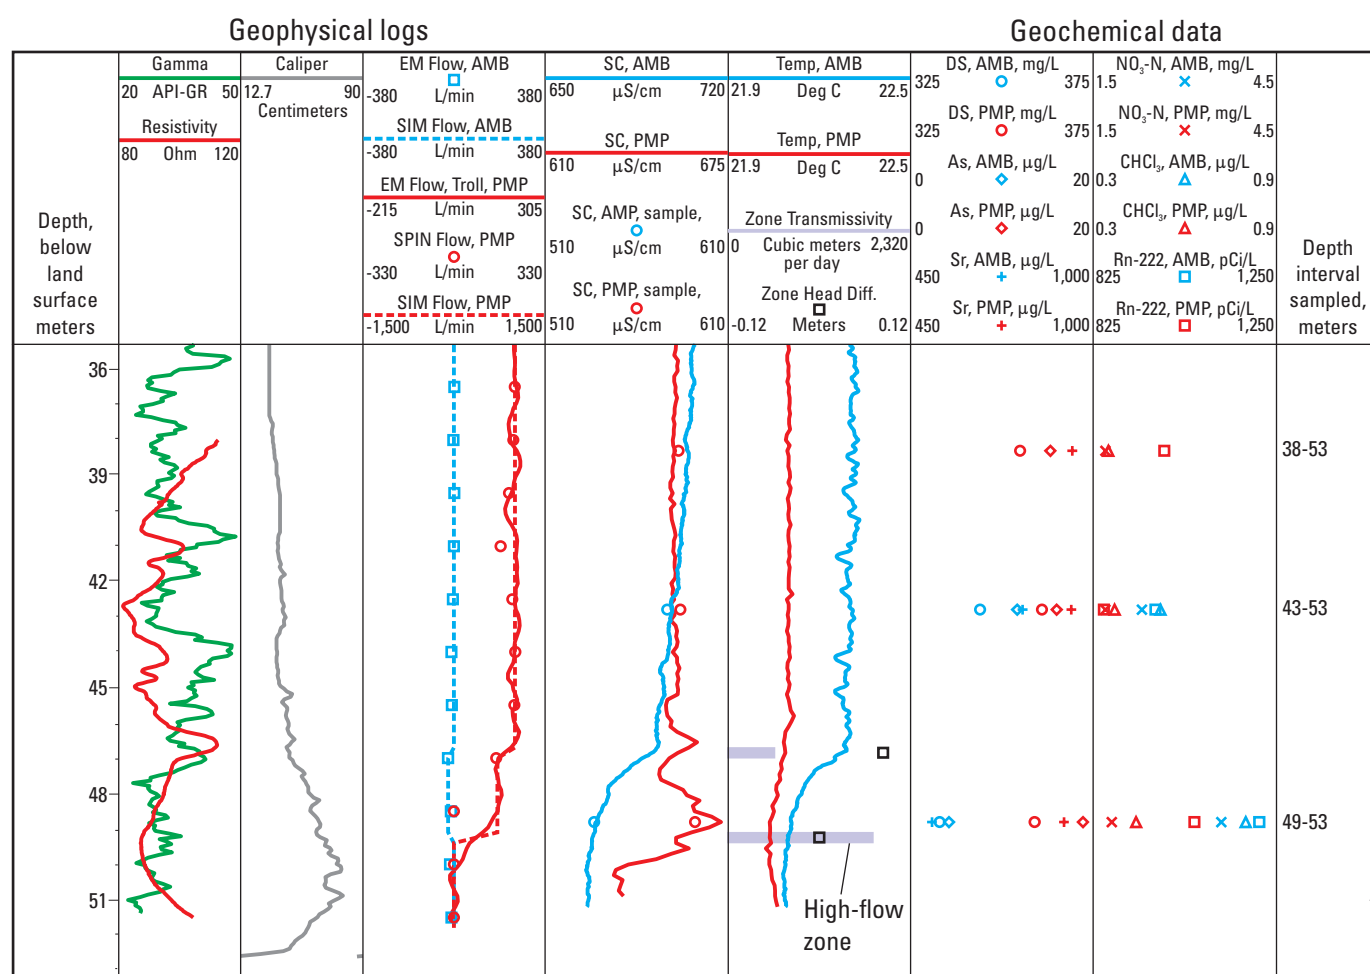 Geophysical logs
Geochemical data
Depth,
below
land
surface
meters
Gamma
20 API-GR 50
Resistivity
80 Ohm 120
Caliper
12.7 90
Centimeters
EM Flow, AMB
-380 L/min 380
SIM Flow, AMB
-380 L/min 380
EM Flow, Troll, PMP
-215 L/min 305
SPIN Flow, PMP
-330 L/min 330
SIM Flow, PMP
-1,500 L/min 1,500
SC, AMB
650 µS/cm 720
SC, PMP
610 µS/cm 675
SC, AMP, sample,
510 µS/cm 610
SC, PMP, sample,
510 µS/cm 610
Temp, AMB
21.9 Deg C 22.5
Temp, PMP
21.9 Deg C 22.5
Zone Transmissivity
0 Cubic meters 2,320
per day
Zone Head Diff.
-0.12 Meters 0.12
DS, AMB, mg/L
325 375
DS, PMP, mg/L
325 375
As, AMB, µg/L
0 20
As, PMP, µg/L
0 20
Sr, AMB, µg/L
450 1,000
Sr, PMP, µg/L
450 1,000
NO₃-N, AMB, mg/L
1.5 4.5
NO₃-N, PMP, mg/L
1.5 4.5
CHCl₃, AMB, µg/L
0.3 0.9
CHCl₃, PMP, µg/L
0.3 0.9
Rn-222, AMB, pCi/L
825 1,250
Rn-222, PMP, pCi/L
825 1,250
Depth
interval
sampled,
meters
36
39
42
45
48
51
38-53
43-53
49-53
High-flow
zone